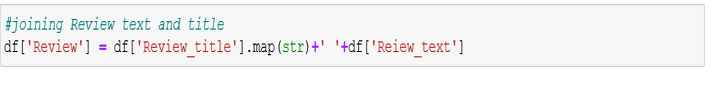 #joining Review text and title
df['Review'] = df['Review_title'].map(str)+' '+df['Reiew_text']